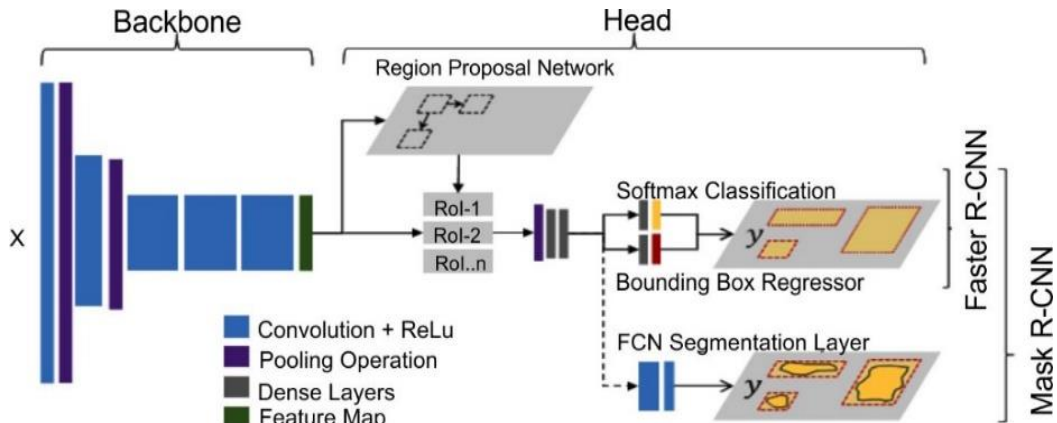 Backbone
Head
Region Proposal Network
X
RoI-1
RoI-2
RoI..n
Softmax Classification
y
Bounding Box Regressor
Faster R-CNN
Mask R-CNN
FCN Segmentation Layer
y
Convolution + ReLu
Pooling Operation
Dense Layers
Feature Map